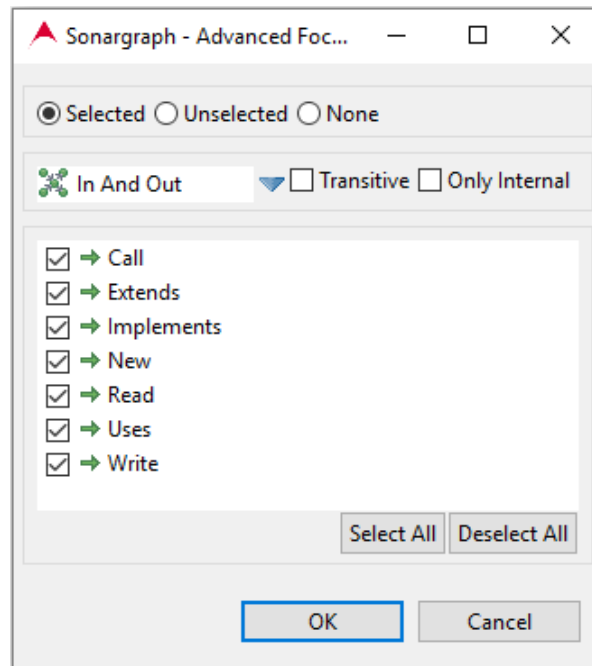 Sonargraph - Advanced Foc...
Selected Unselected None
In And Out Transitive Only Internal
Call
Extends
Implements
New
Read
Uses
Write
Select All Deselect All
OK Cancel